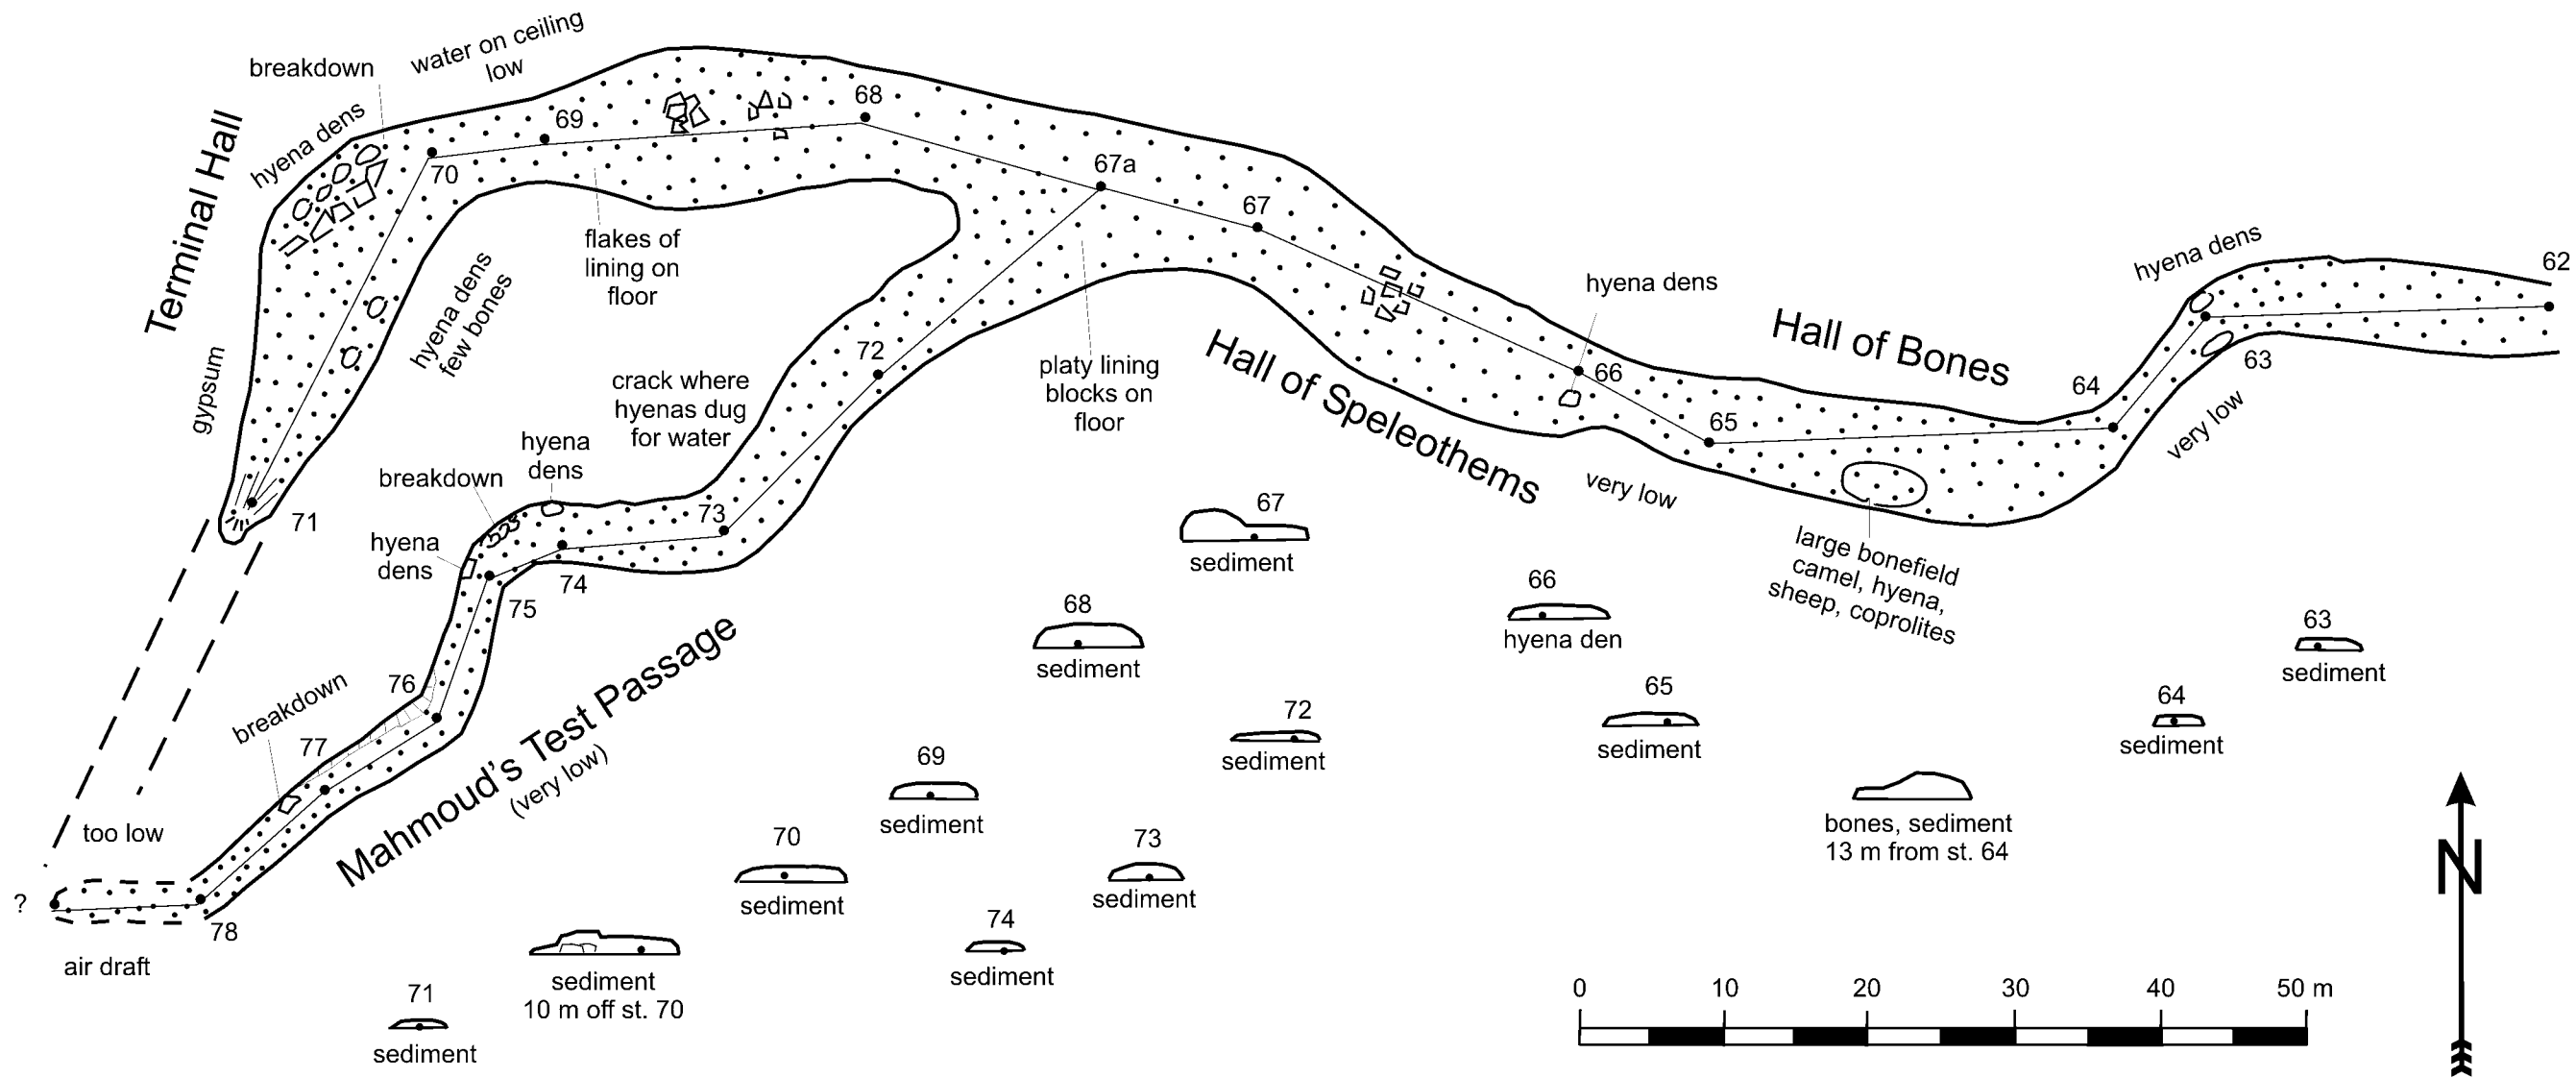 water on ceiling
low
breakdown
hyena dens
Terminal Hall
69
68
70
67a
67
flakes of
lining on
floor
hyena dens
few bones
gypsum
71
72
platy lining
blocks on
floor
crack where
hyenas dug
for water
hyena
dens
breakdown
hyena
dens
73
74
75
76
77
breakdown
Mahmoud's Test Passage
(very low)
too low
?
78
air draft
Hall of Speleothems
hyena dens
66
very low
65
Hall of Bones
64
hyena dens
62
63
very low
large bonefield
camel, hyena,
sheep, coprolites
67
sediment
68
sediment
66
hyena den
63
sediment
72
sediment
65
sediment
64
sediment
69
sediment
70
sediment
73
sediment
bones, sediment
13 m from st. 64
74
sediment
sediment
10 m off st. 70
71
sediment
0 10 20 30 40 50 m
N